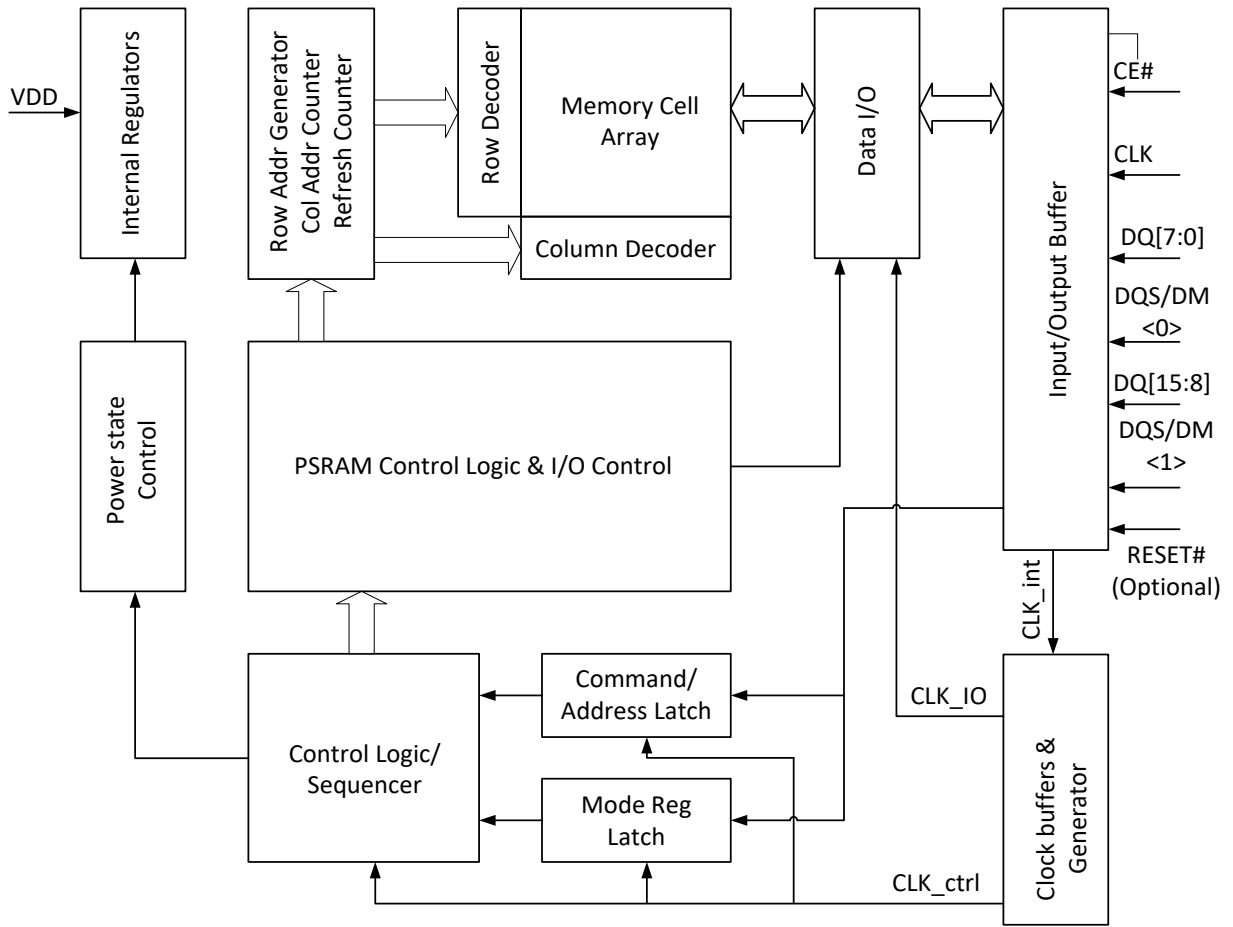 VDD
Internal Regulators
Row Addr Generator
Col Addr Counter
Refresh Counter
Row Decoder
Memory Cell
Array
Column Decoder
Data I/O
Input/Output Buffer
CE#
CLK
DQ[7:0]
DQS/DM
<0>
DQ[15:8]
DQS/DM
<1>
RESET#
(Optional)
Power state
Control
PSRAM Control Logic & I/O Control
CLK_int
Control Logic/
Sequencer
Command/
Address Latch
Mode Reg
Latch
CLK_IO
CLK_ctrl
Clock buffers &
Generator